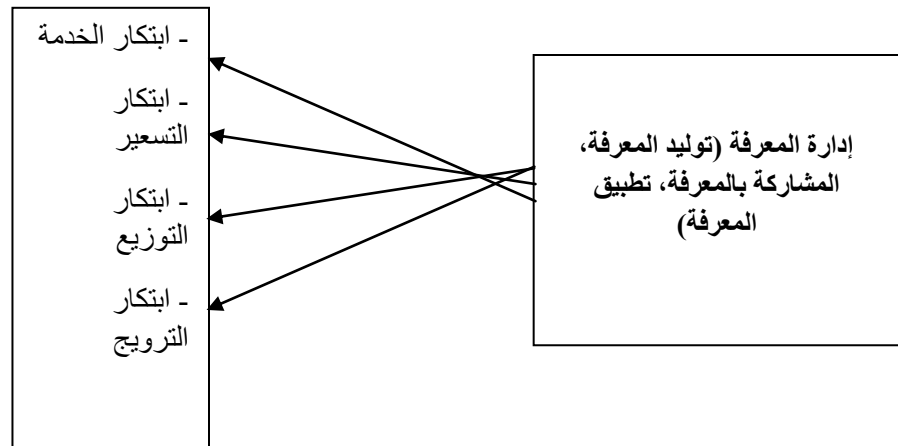 إدارة المعرفة (توليد المعرفة،
المشاركة بالمعرفة، تطبيق
المعرفة)
- ابتكار الخدمة
- ابتكار
التسعير
- ابتكار
التوزيع
- ابتكار
الترويج